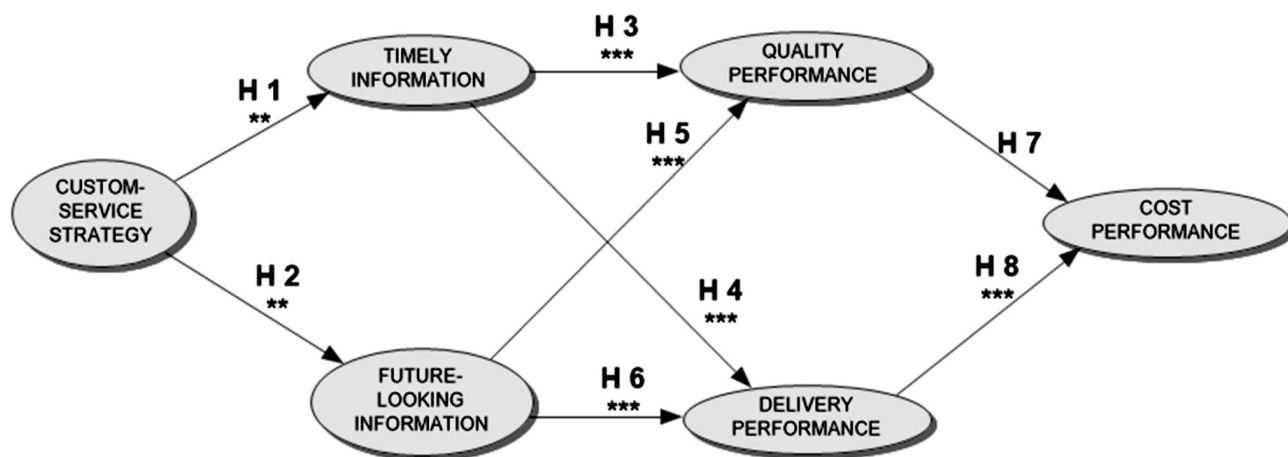 H 3
***
TIMELY
INFORMATION
QUALITY
PERFORMANCE
H 1
**
H 5
***
H 7
CUSTOM-
SERVICE
STRATEGY
COST
PERFORMANCE
H 2
**
H 4
***
H 8
***
FUTURE-
LOOKING
INFORMATION
H 6
***
DELIVERY
PERFORMANCE